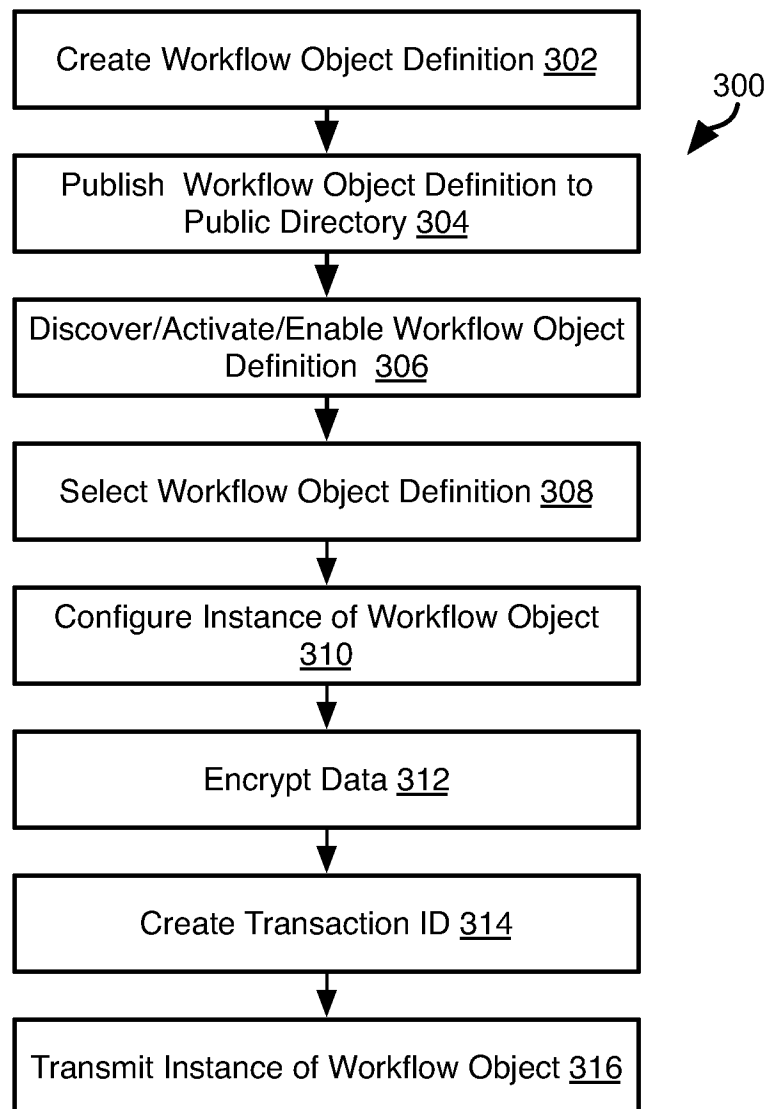 Create Workflow Object Definition 302
300
Publish Workflow Object Definition to
Public Directory 304
Discover/Activate/Enable Workflow Object
Definition 306
Select Workflow Object Definition 308
Configure Instance of Workflow Object
310
Encrypt Data 312
Create Transaction ID 314
Transmit Instance of Workflow Object 316